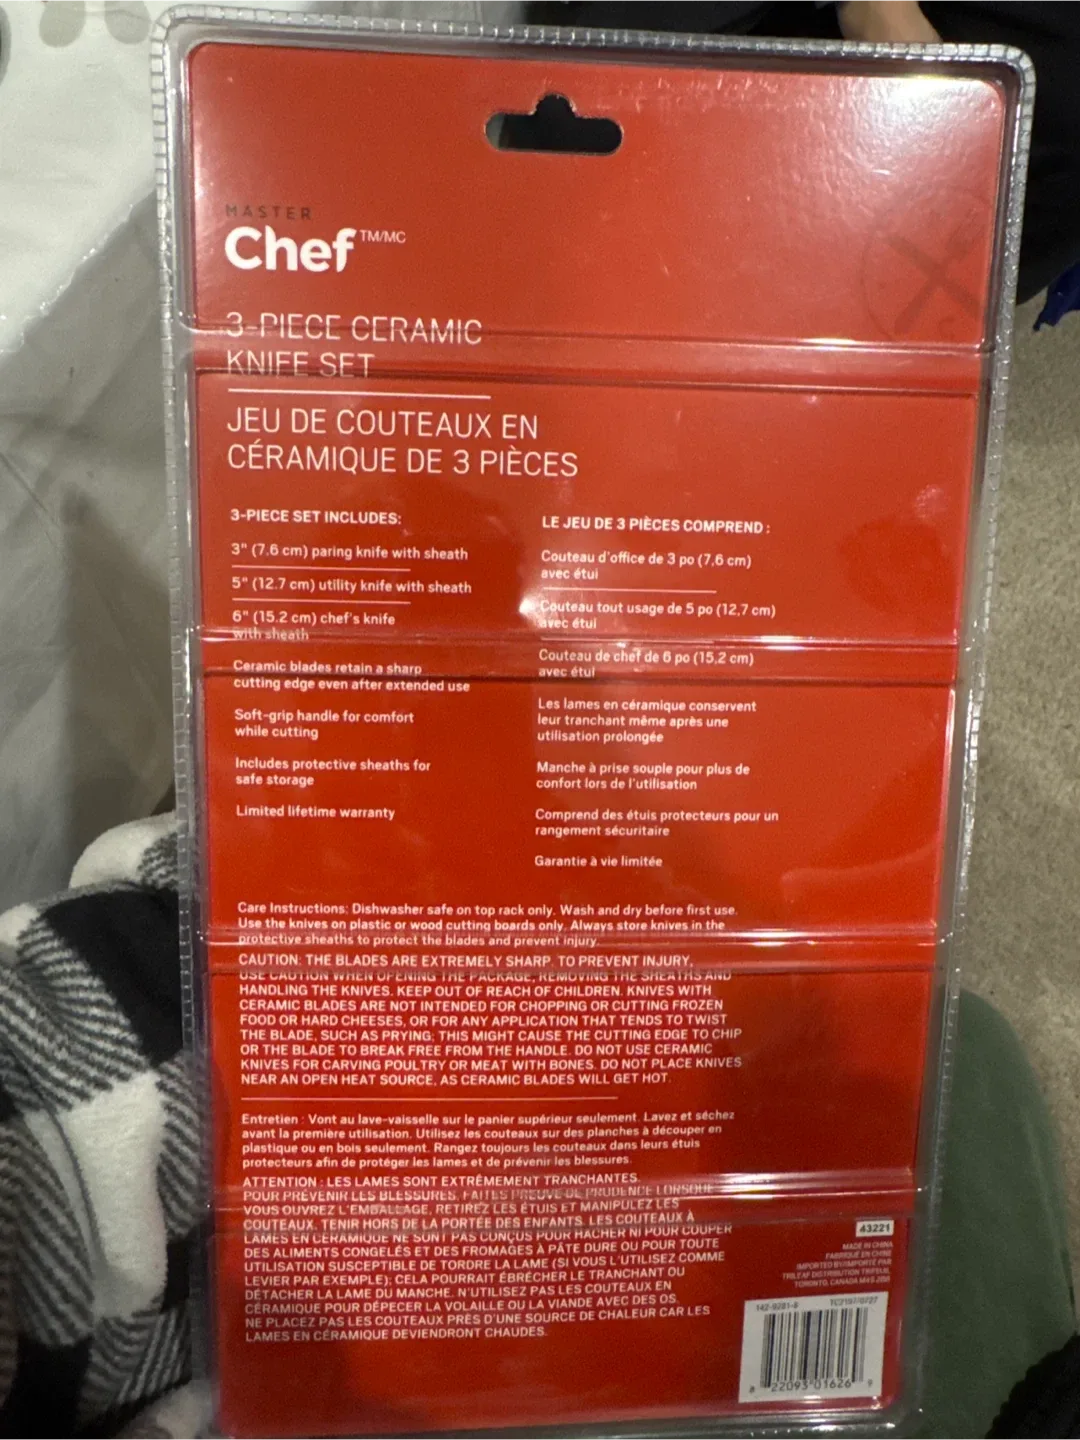 MASTER
Chef TM/MC
3-PIECE CERAMIC
KNIFE SET
JEU DE COUTEAUX EN
CÉRAMIQUE DE 3 PIÈCES
3-PIECE SET INCLUDES:
3" (7.6 cm) paring knife with sheath
5" (12.7 cm) utility knife with sheath
6" (15.2 cm) chef's knife
with sheath
Ceramic blades retain a sharp
cutting edge even after extended use
Soft-grip handle for comfort
while cutting
Includes protective sheaths for
safe storage
Limited lifetime warranty
LE JEU DE 3 PIÈCES COMPREND :
Couteau d'office de 3 po (7,6 cm)
avec étui
Couteau tout usage de 5 po (12,7 cm)
avec étui
Couteau de chef de 6 po (15,2 cm)
avec étui
Les lames en céramique conservent
leur tranchant même après une
utilisation prolongée
Manche à prise souple pour plus de
confort lors de l'utilisation
Comprend des étuis protecteurs pour un
rangement sécuritaire
Garantie à vie limitée
Care Instructions: Dishwasher safe on top rack only. Wash and dry before first use.
Use the knives on plastic or wood cutting boards only. Always store knives in the
protective sheaths to protect the blades and prevent injury.
CAUTION: THE BLADES ARE EXTREMELY SHARP. TO PREVENT INJURY,
USE CAUTION WHEN OPENING THE PACKAGE, REMOVING THE SHEATHS AND
HANDLING THE KNIVES. KEEP OUT OF REACH OF CHILDREN. KNIVES WITH
CERAMIC BLADES ARE NOT INTENDED FOR CHOPPING OR CUTTING FROZEN
FOOD OR HARD CHEESES, OR FOR ANY APPLICATION THAT TENDS TO TWIST
THE BLADE, SUCH AS PRYING; THIS MIGHT CAUSE THE CUTTING EDGE TO CHIP
OR THE BLADE TO BREAK FREE FROM THE HANDLE. DO NOT USE CERAMIC
KNIVES FOR CARVING POULTRY OR MEAT WITH BONES. DO NOT PLACE KNIVES
NEAR AN OPEN HEAT SOURCE, AS CERAMIC BLADES WILL GET HOT.
Entretien : Vont au lave-vaisselle sur le panier supérieur seulement. Lavez et séchez
avant la première utilisation. Utilisez les couteaux sur des planches à découper en
plastique ou en bois seulement. Rangez toujours les couteaux dans leurs étuis
protecteurs afin de protéger les lames et de prévenir les blessures.
ATTENTION : LES LAMES SONT EXTRÊMEMENT TRANCHANTES.
POUR PRÉVENIR LES BLESSURES, FAITES PREUVE DE PRUDENCE LORSQUE
VOUS OUVREZ L'EMBALLAGE, RETIREZ LES ÉTUIS ET MANIPULEZ LES
COUTEAUX. TENIR HORS DE LA PORTÉE DES ENFANTS. LES COUTEAUX À
LAMES EN CÉRAMIQUE NE SONT PAS CONÇUS POUR HACHER NI POUR COUPER
DES ALIMENTS CONGELÉS ET DES FROMAGES À PÂTE DURE OU POUR TOUTE
UTILISATION SUSCEPTIBLE DE TORDRE LA LAME (SI VOUS L'UTILISEZ COMME
LEVIER PAR EXEMPLE); CELA POURRAIT ÉBRÉCHER LE TRANCHANT OU
DÉTACHER LA LAME DU MANCHE. N'UTILISEZ PAS LES COUTEAUX EN
CÉRAMIQUE POUR DÉPECER LA VOLAILLE OU LA VIANDE AVEC DES OS.
NE PLACEZ PAS LES COUTEAUX PRÈS D'UNE SOURCE DE CHALEUR CAR LES
LAMES EN CÉRAMIQUE DEVIENDRONT CHAUDES.
43221
MADE IN CHINA
FABRIQUÉ EN CHINE
IMPORTED BY/IMPORTÉ PAR
TRILEAF DISTRIBUTION TRIFEUIL
TORONTO, CANADA M4S 2B8
142-9281-8 TC2107/0727
8 22093 01626 9